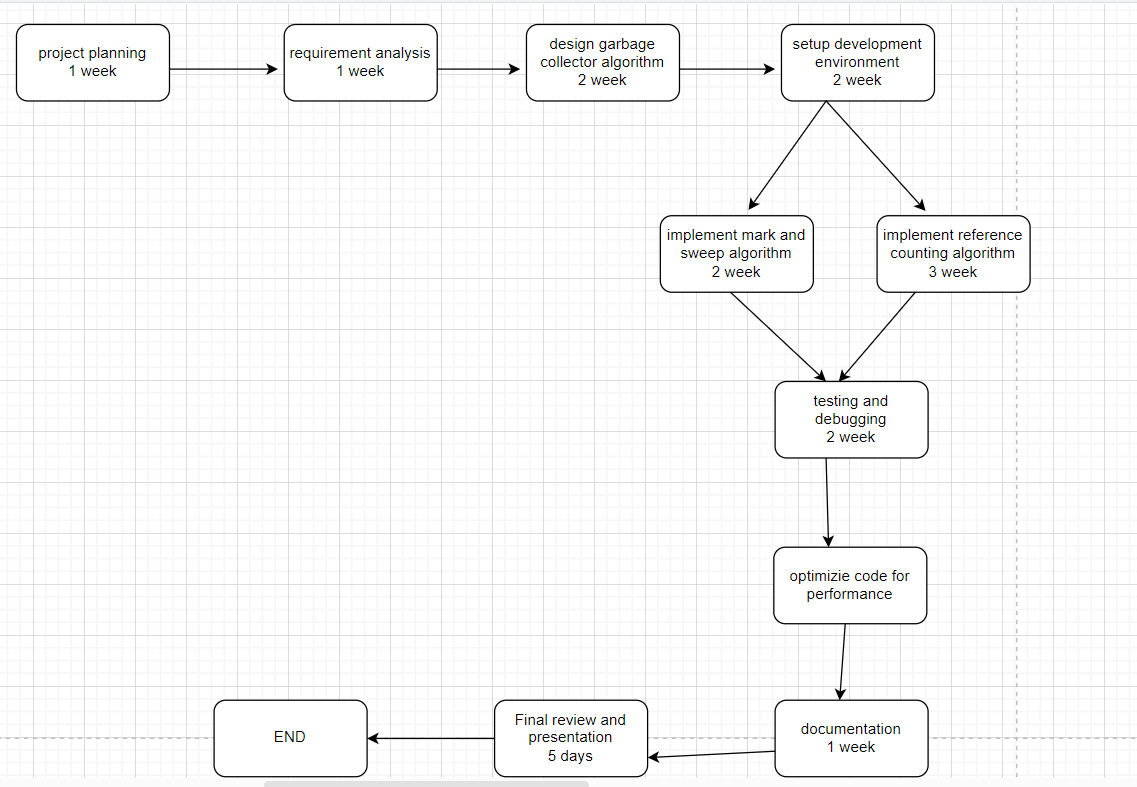 project planning
1 week
requirement analysis
1 week
design garbage
collector algorithm
2 week
setup development
environment
2 week
implement mark and
sweep algorithm
2 week
implement reference
counting algorithm
3 week
testing and
debugging
2 week
optimizie code for
performance
documentation
1 week
Final review and
presentation
5 days
END